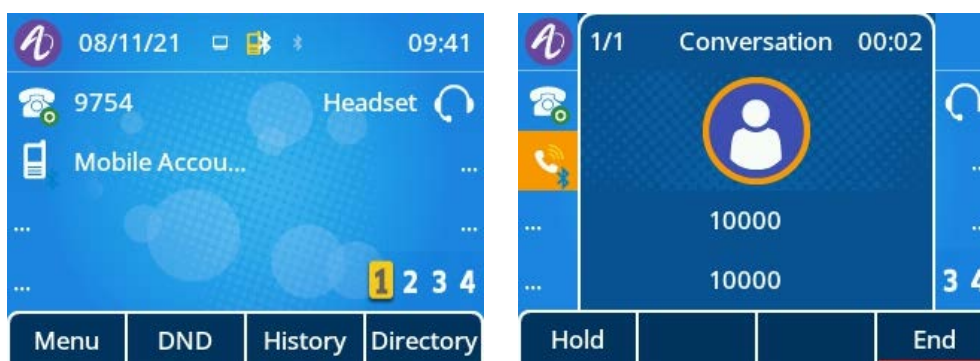 08/11/21 09:41
9754 Headset
Mobile Accou... ...
... ...
... 1 2 3 4
Menu DND History Directory
1/1 Conversation 00:02
...
... 10000 ...
... 10000 3 4
Hold End